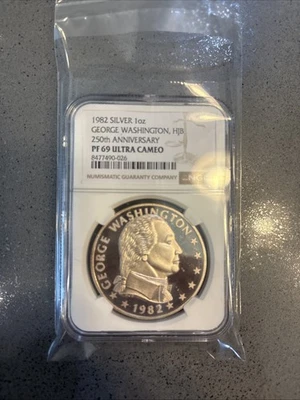 1982 SILVER 1oz
GEORGE WASHINGTON, HJB
250th ANNIVERSARY
PF 69 ULTRA CAMEO
8477490-026
NUMISMATIC GUARANTY COMPANY
GEORGE WASHINGTON
1982